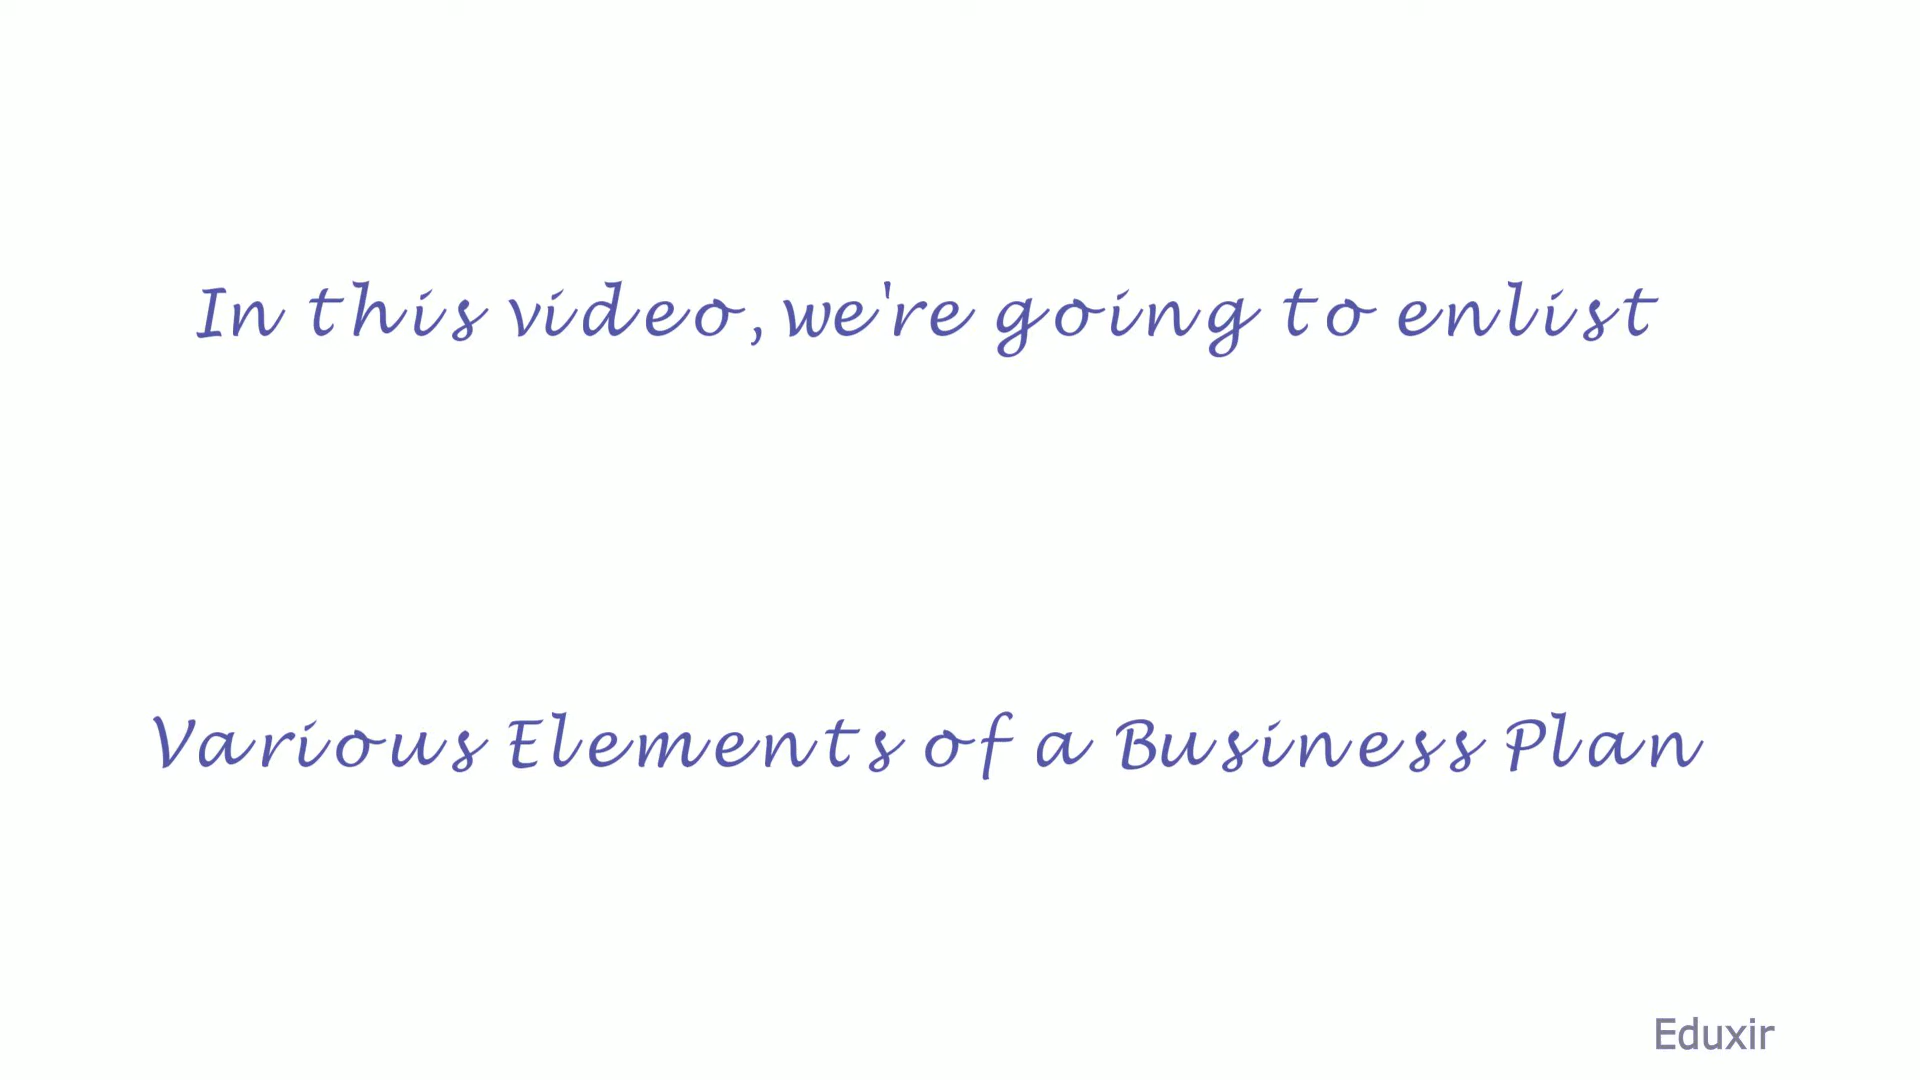 In this video, we're going to enlist
Various Elements of a Business Plan
Eduxir